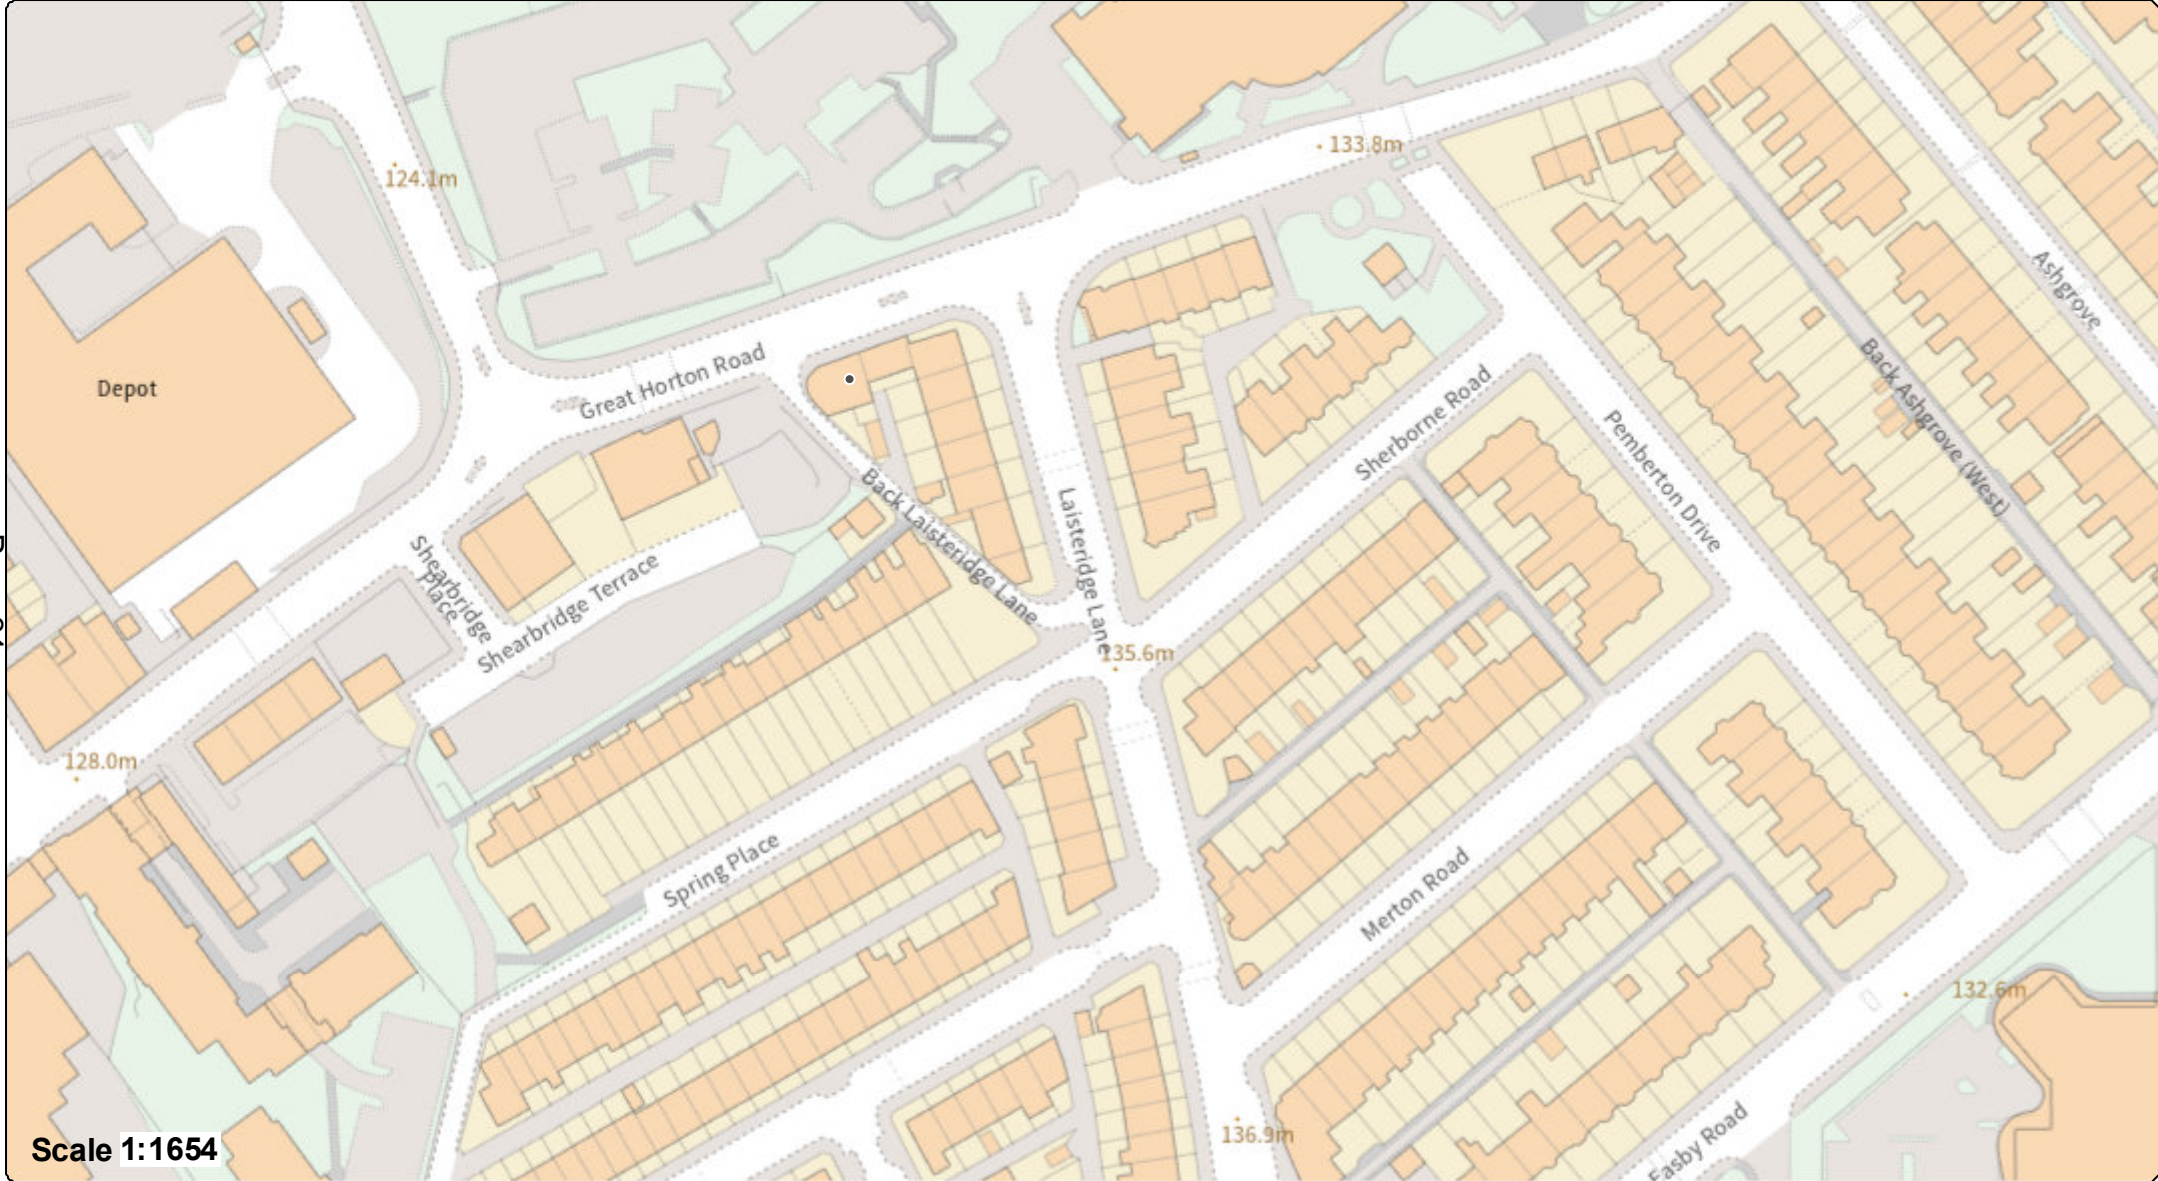 133.8m
124.1m
Ashgrove
Great Horton Road
Back Ashgrove (West)
Depot
Sherborne Road
Pemberton Drive
Back Laisteridge Lane
Laisteridge Lane
Shearbridge
Place
Shearbridge Terrace
135.6m
128.0m
Spring Place
Merton Road
132.6m
136.9m
Easby Road
Scale 1:1654